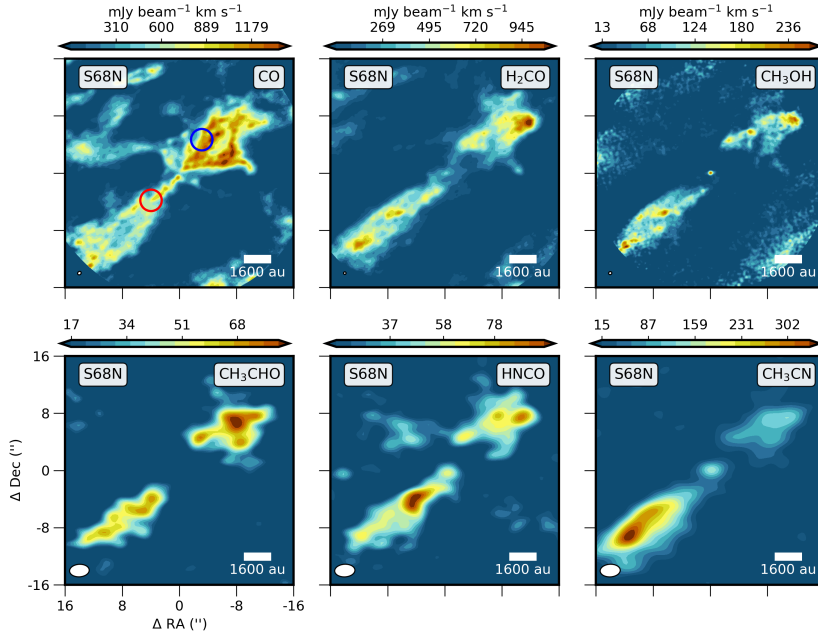 mJy beam⁻¹ km s⁻¹ mJy beam⁻¹ km s⁻¹ mJy beam⁻¹ km s⁻¹
310 600 889 1179 269 495 720 945 13 68 124 180 236
S68N CO S68N H₂CO S68N CH₃OH
1600 au 1600 au 1600 au
17 34 51 68 37 58 78 15 87 159 231 302
16
S68N CH₃CHO S68N HNCO S68N CH₃CN
8
0
Δ Dec ('')
-8
1600 au 1600 au 1600 au
-16
16 8 0 -8 -16
Δ RA ('')